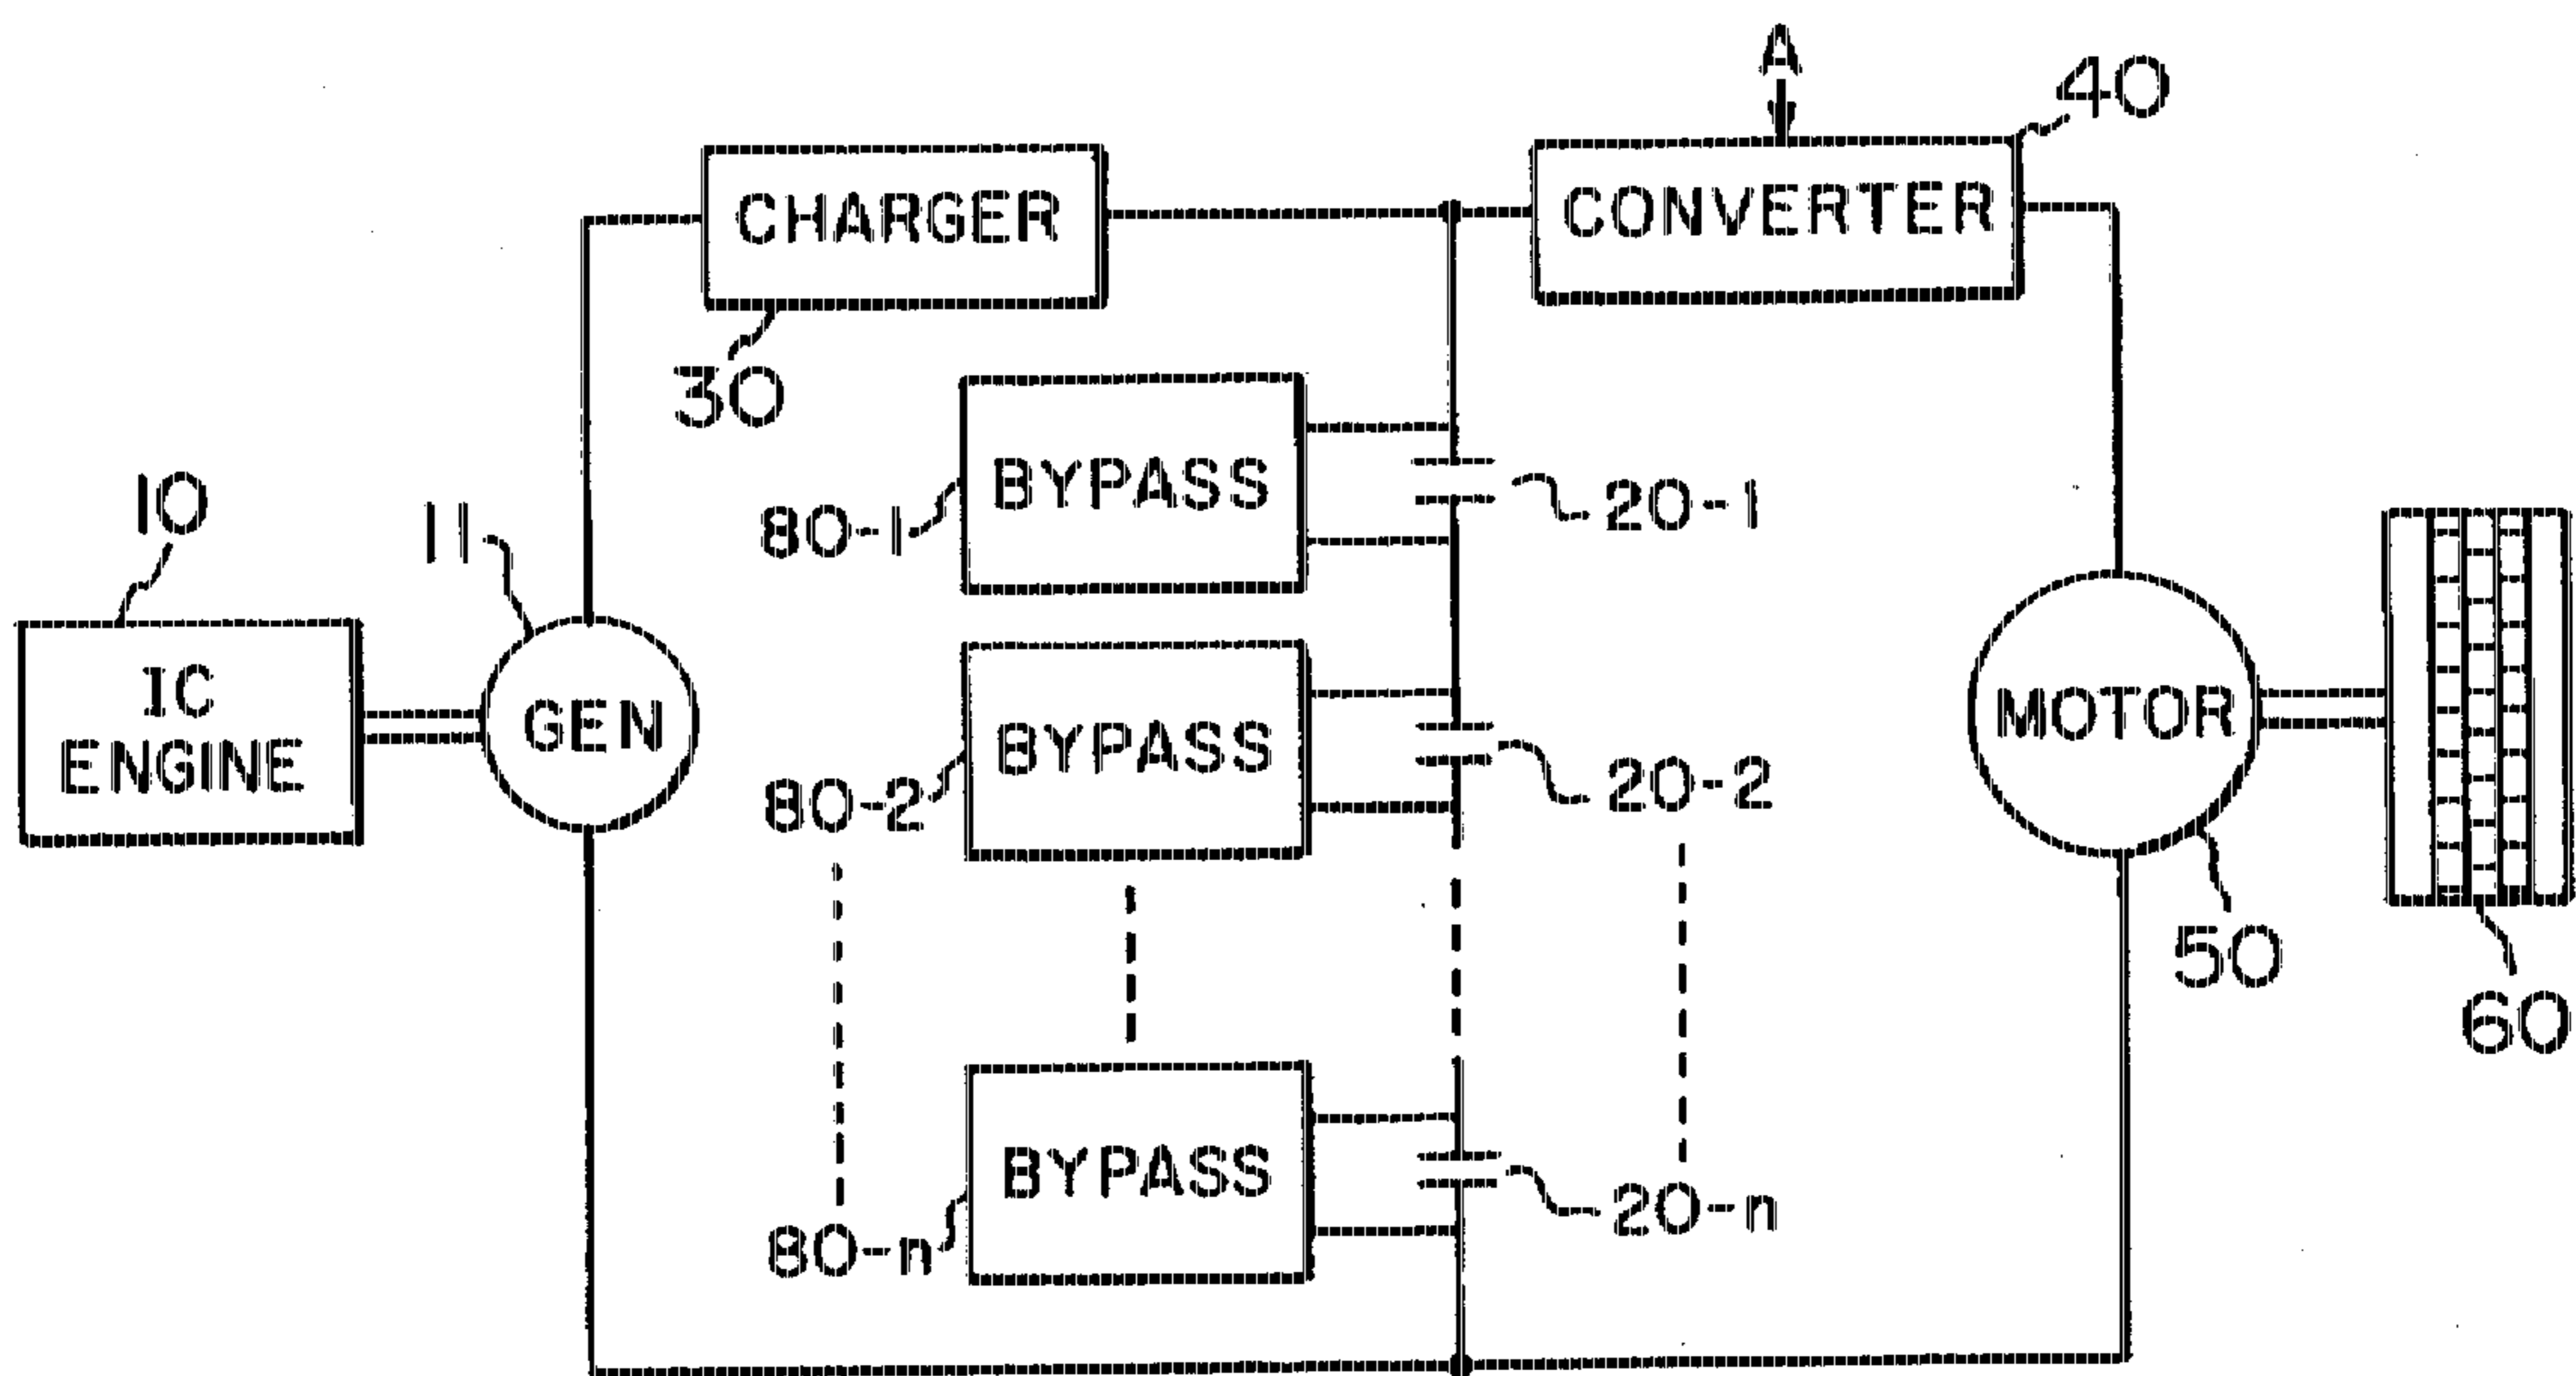 A
40
CHARGER
CONVERTER
30
BYPASS
80-1
20-1
10
11
IC
ENGINE
GEN
BYPASS
80-2
20-2
MOTOR
50
60
BYPASS
80-n
20-n